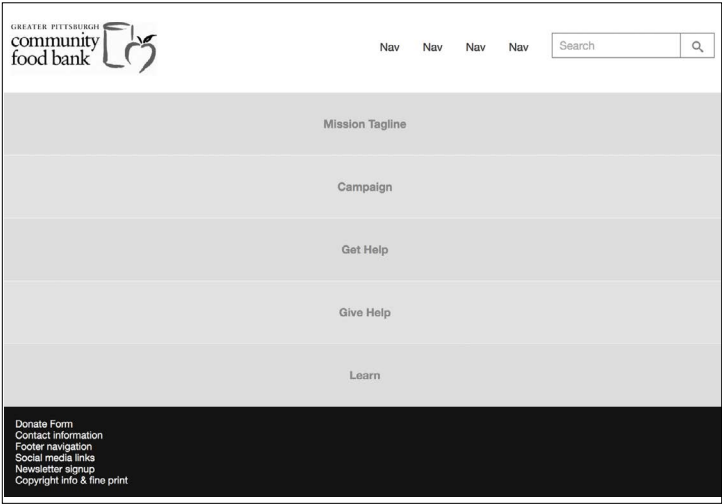 GREATER PITTSBURGH
community
food bank
Nav Nav Nav Nav Search
Mission Tagline
Campaign
Get Help
Give Help
Learn
Donate Form
Contact information
Footer navigation
Social media links
Newsletter signup
Copyright info & fine print